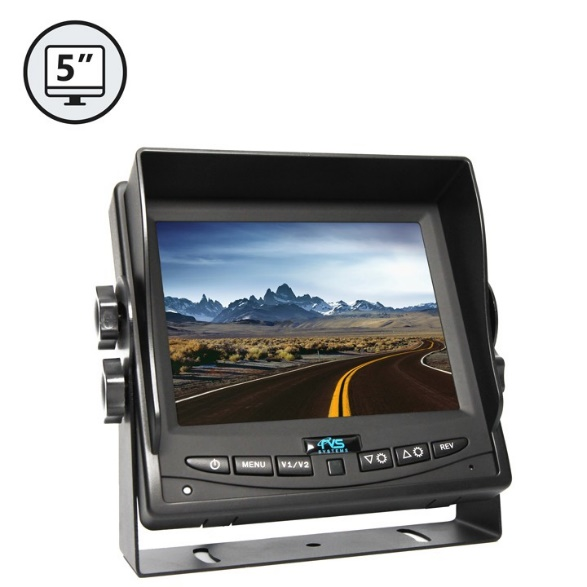 5"
RVS
SYSTEMS
MENU
V1/V2
REV